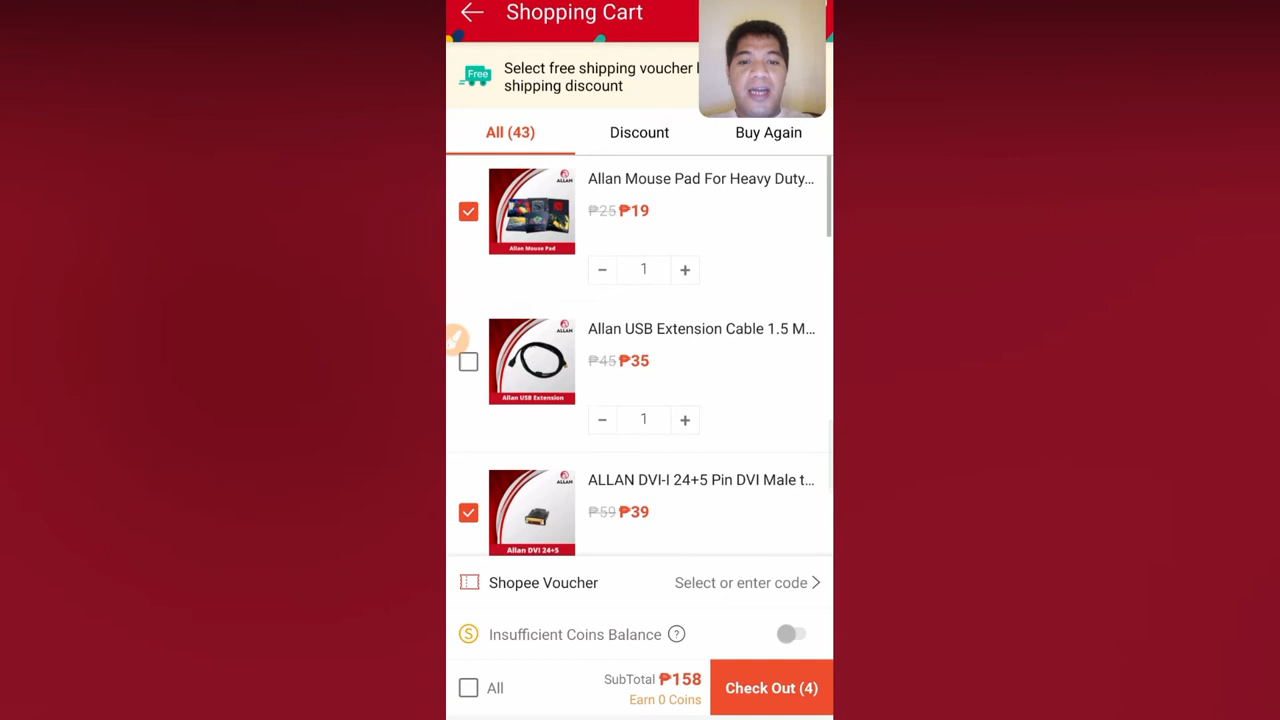 Shopping Cart
Free
Select free shipping voucher
shipping discount
All (43)
Discount
Buy Again
ALLAN
Allan Mouse Pad
Allan Mouse Pad For Heavy Duty...
₱25 ₱19
− 1 +
ALLAN
Allan USB Extension
Allan USB Extension Cable 1.5 M...
₱45 ₱35
− 1 +
ALLAN
Allan DVI 24+5
ALLAN DVI-I 24+5 Pin DVI Male t...
₱59 ₱39
Shopee Voucher
Select or enter code >
S Insufficient Coins Balance ?
All
SubTotal ₱158
Earn 0 Coins
Check Out (4)